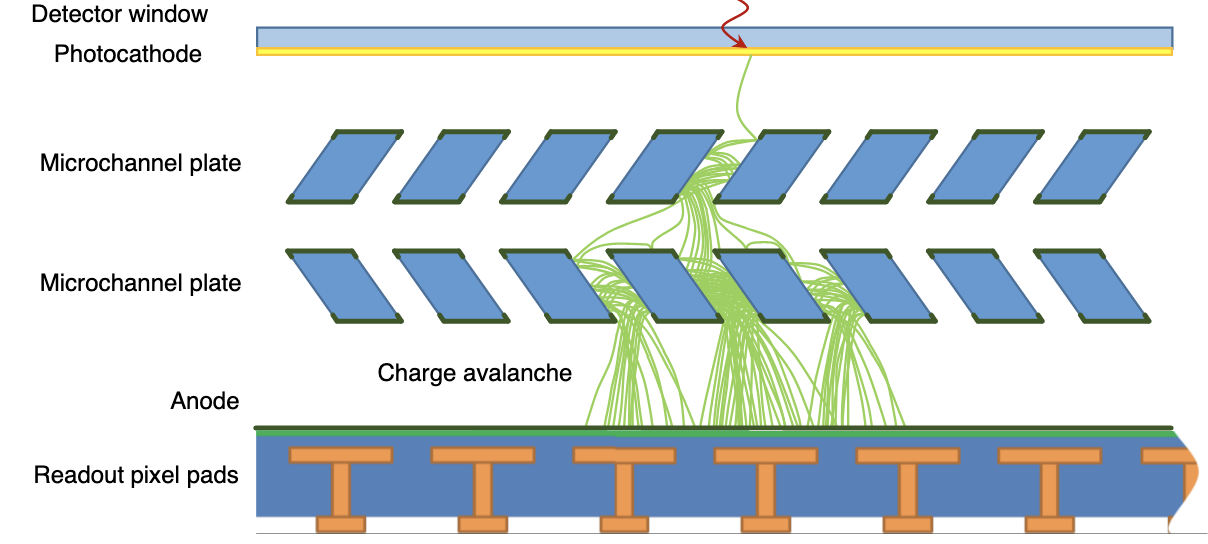 Detector window
Photocathode
Microchannel plate
Microchannel plate
Charge avalanche
Anode
Readout pixel pads